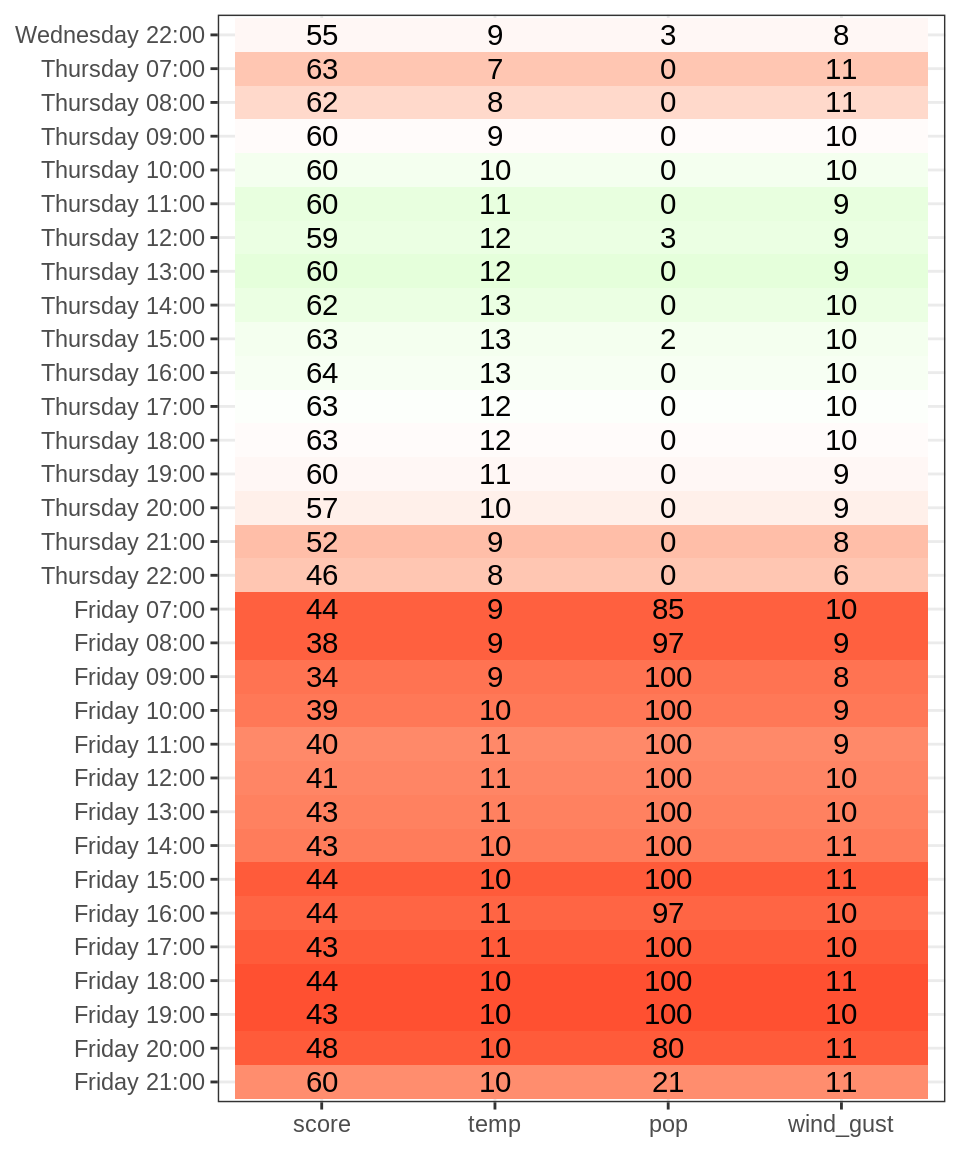 Wednesday 22:00 55 9 3 8
Thursday 07:00 63 7 0 11
Thursday 08:00 62 8 0 11
Thursday 09:00 60 9 0 10
Thursday 10:00 60 10 0 10
Thursday 11:00 60 11 0 9
Thursday 12:00 59 12 3 9
Thursday 13:00 60 12 0 9
Thursday 14:00 62 13 0 10
Thursday 15:00 63 13 2 10
Thursday 16:00 64 13 0 10
Thursday 17:00 63 12 0 10
Thursday 18:00 63 12 0 10
Thursday 19:00 60 11 0 9
Thursday 20:00 57 10 0 9
Thursday 21:00 52 9 0 8
Thursday 22:00 46 8 0 6
Friday 07:00 44 9 85 10
Friday 08:00 38 9 97 9
Friday 09:00 34 9 100 8
Friday 10:00 39 10 100 9
Friday 11:00 40 11 100 9
Friday 12:00 41 11 100 10
Friday 13:00 43 11 100 10
Friday 14:00 43 10 100 11
Friday 15:00 44 10 100 11
Friday 16:00 44 11 97 10
Friday 17:00 43 11 100 10
Friday 18:00 44 10 100 11
Friday 19:00 43 10 100 10
Friday 20:00 48 10 80 11
Friday 21:00 60 10 21 11
score temp pop wind_gust